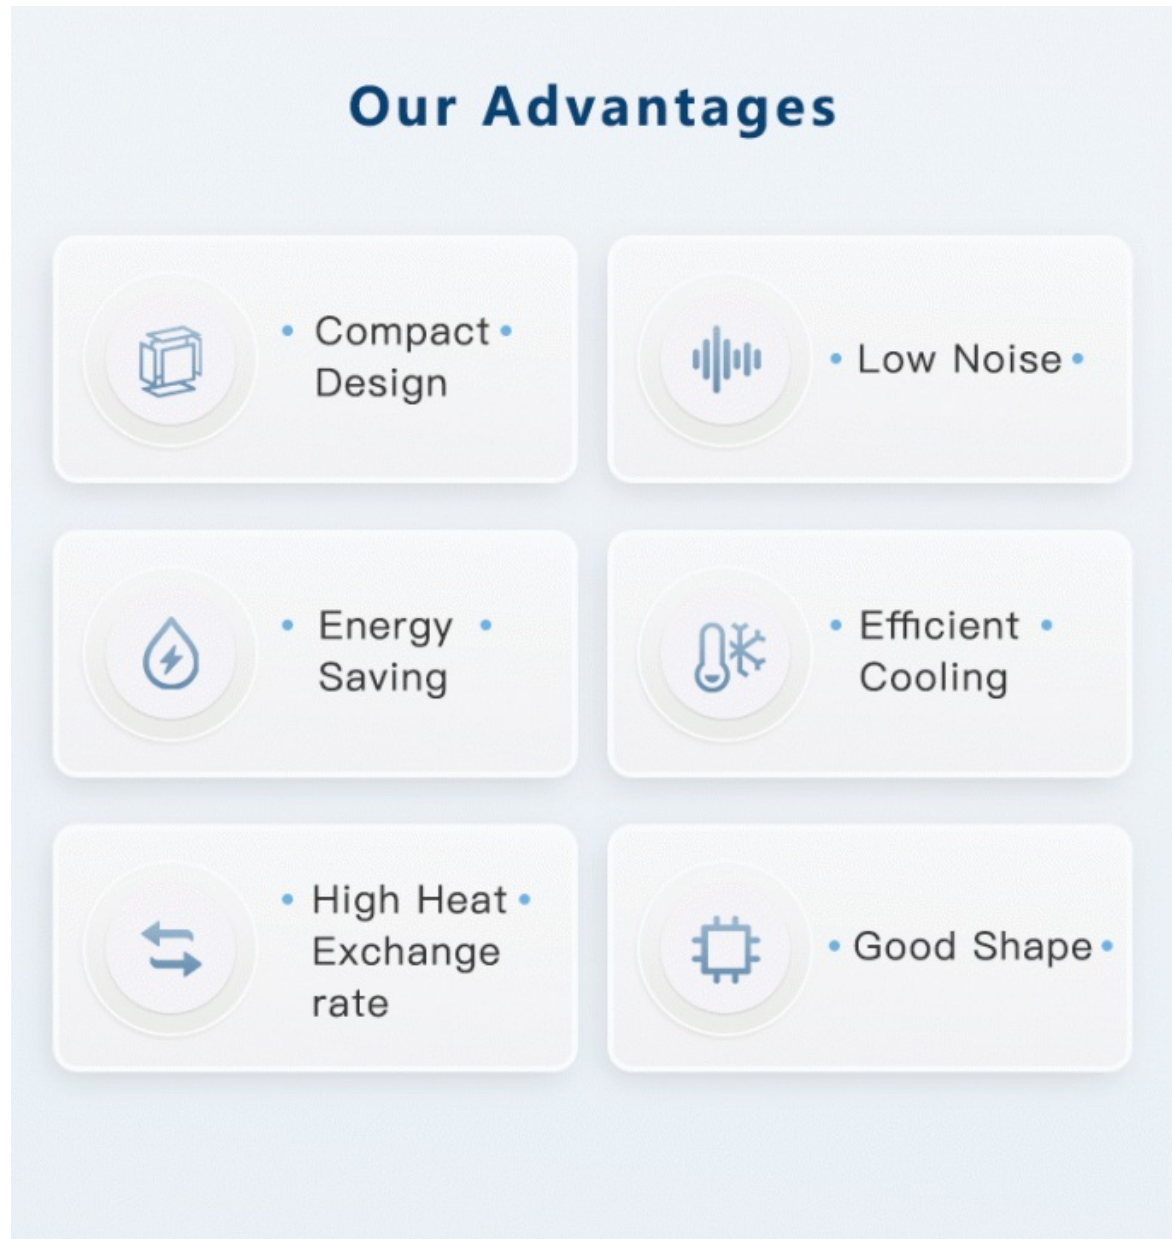 Our Advantages
• Compact •
Design
• Low Noise •
• Energy •
Saving
• Efficient •
Cooling
• High Heat •
Exchange
rate
• Good Shape •